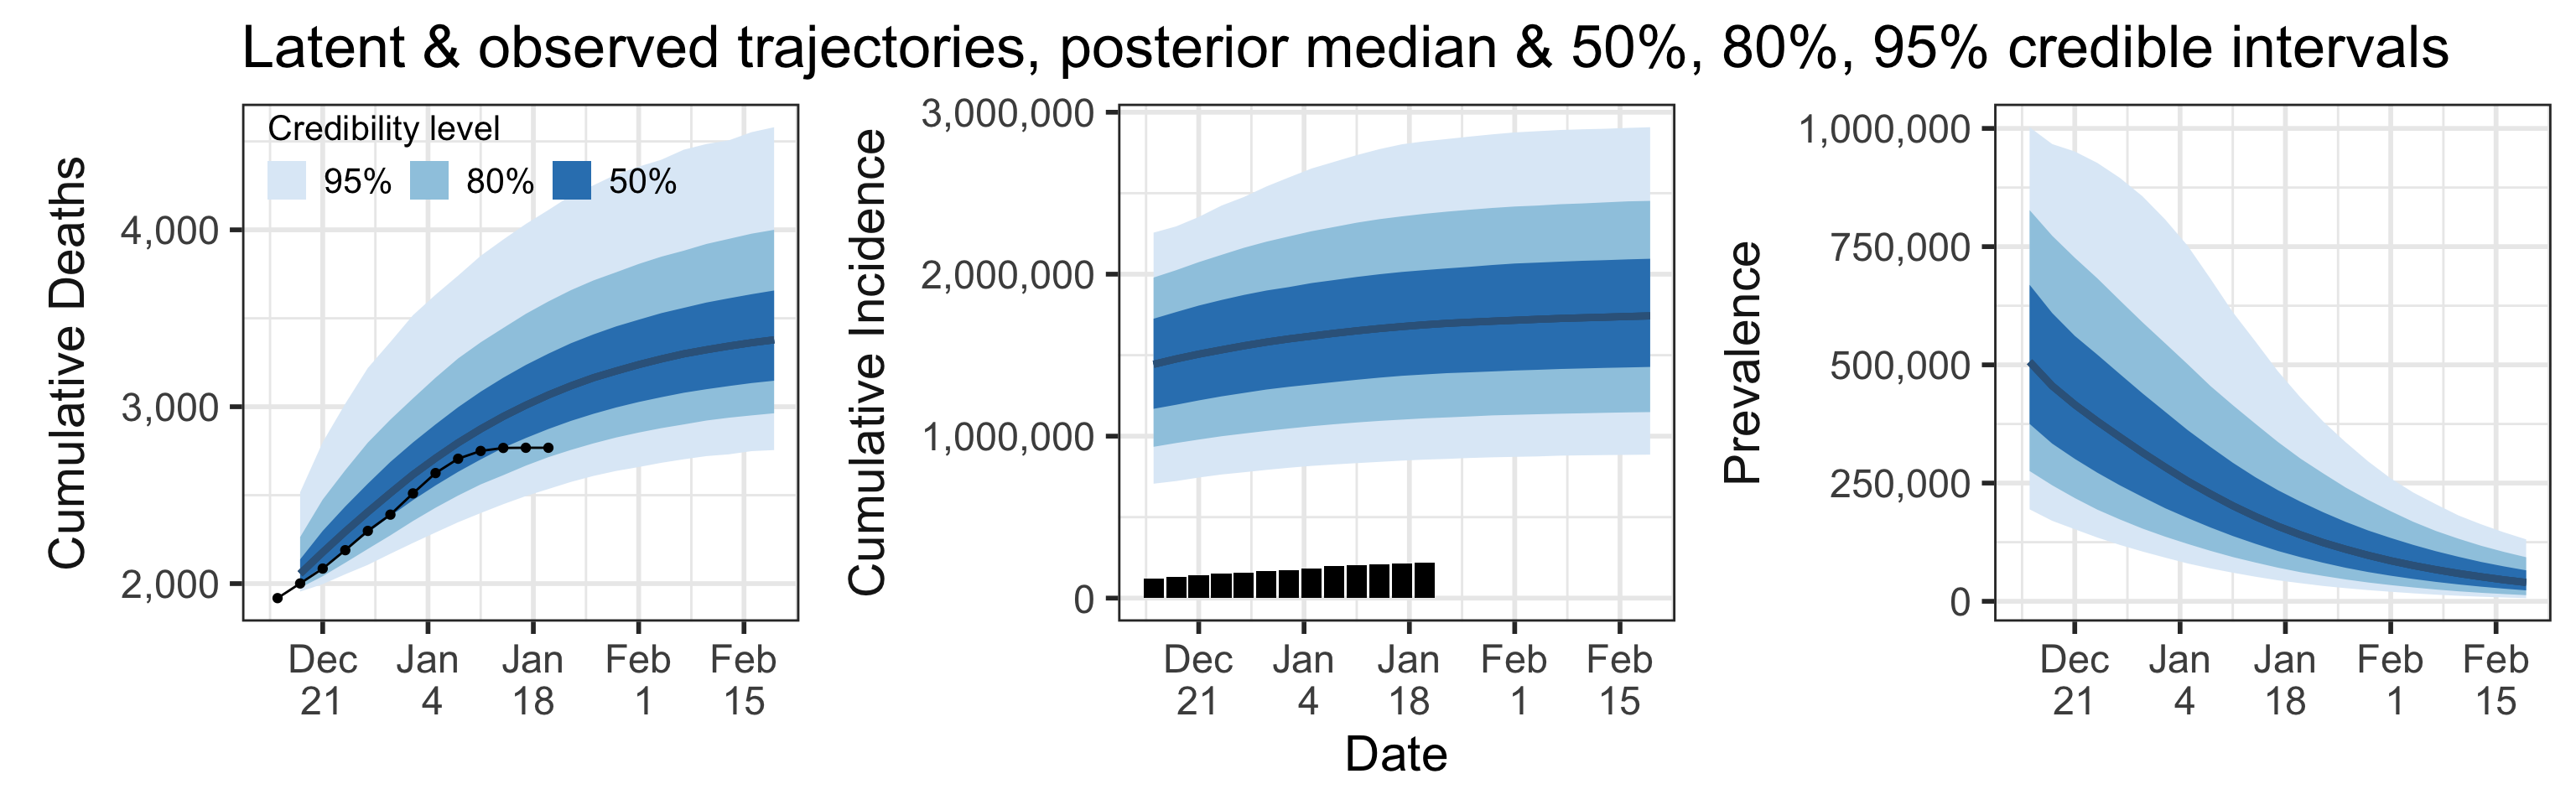 Latent & observed trajectories, posterior median & 50%, 80%, 95% credible intervals
Cumulative Deaths
Credibility level
95% 80% 50%
4,000
3,000
2,000
Dec 21
Jan 4
Jan 18
Feb 1
Feb 15
Cumulative Incidence
3,000,000
2,000,000
1,000,000
0
Dec 21
Jan 4
Jan 18
Feb 1
Feb 15
Date
Prevalence
1,000,000
750,000
500,000
250,000
0
Dec 21
Jan 4
Jan 18
Feb 1
Feb 15